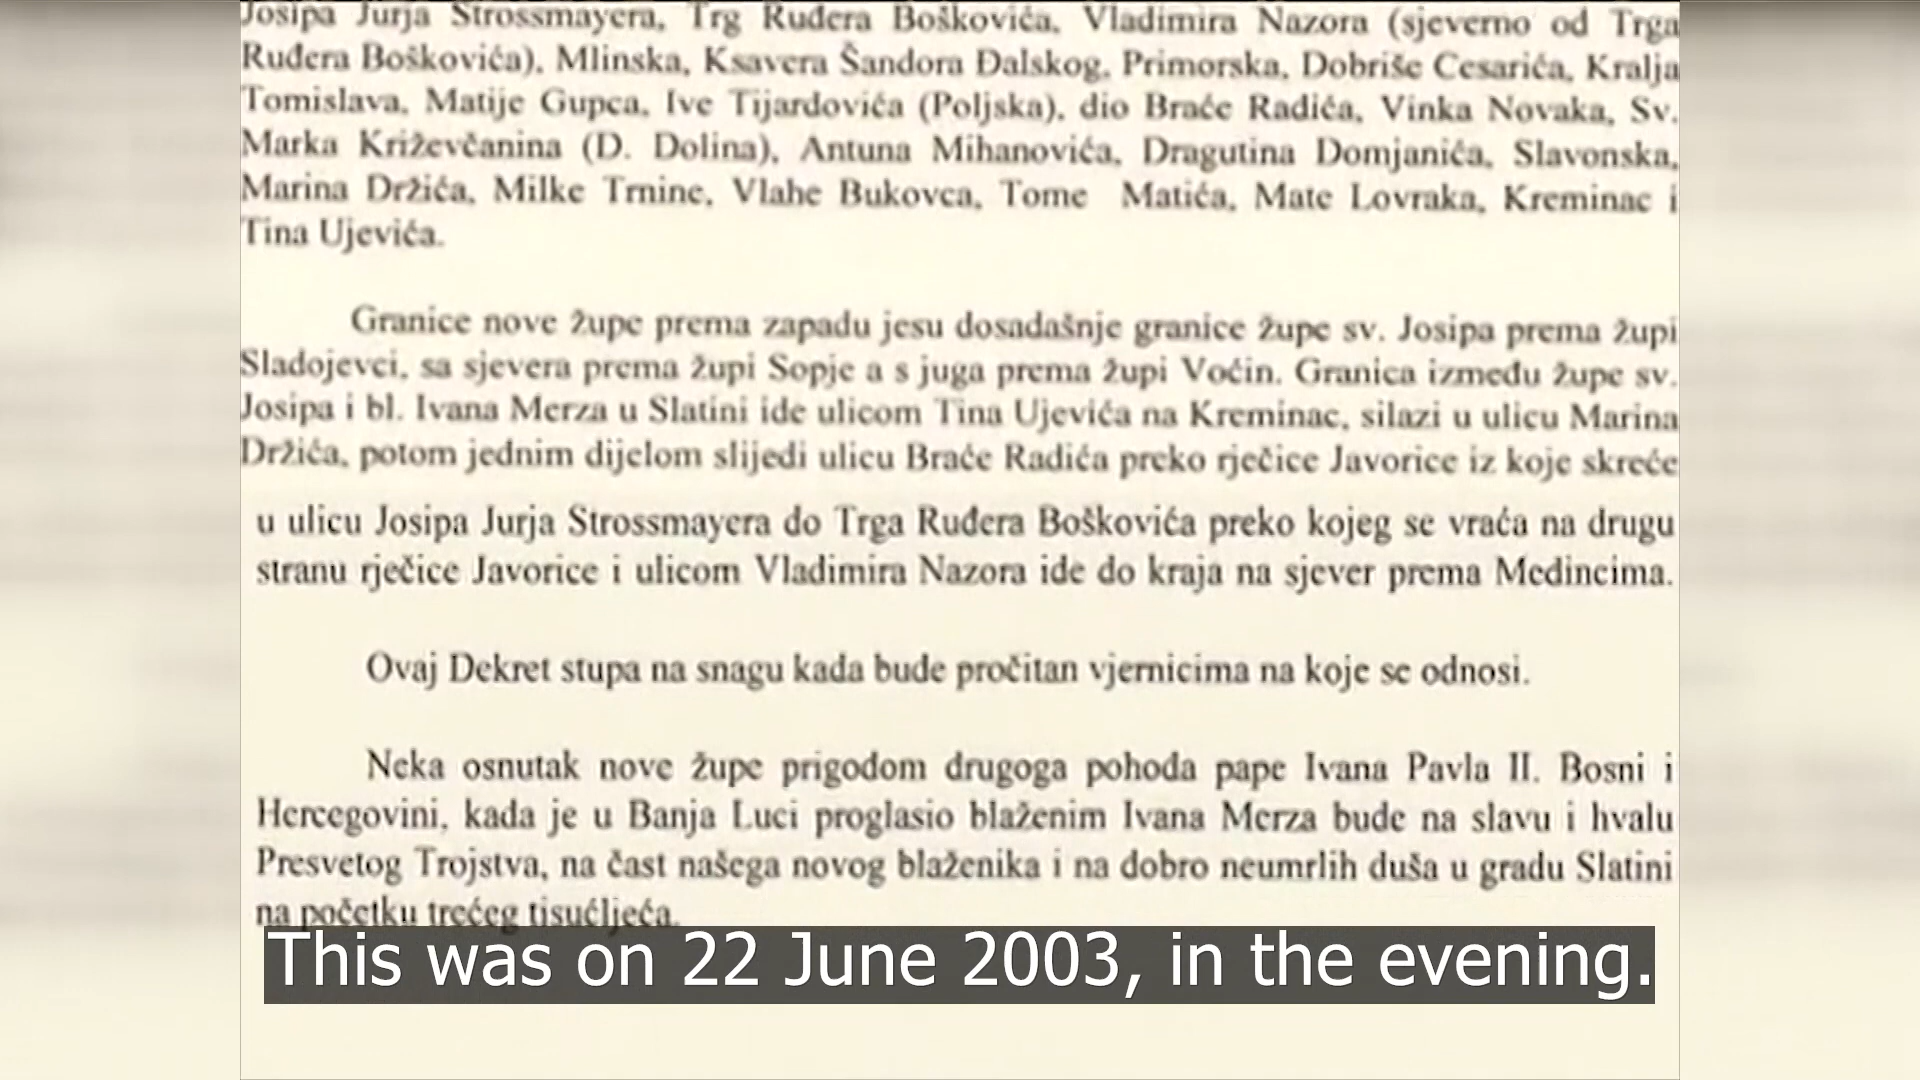 Josipa Jurja Strossmayera, Trg Ruđera Boškovića, Vladimira Nazora (sjeverno od Trga
Ruđera Boškovića), Mlinska, Ksavera Šandora Đalskog, Primorska, Dobriše Cesarića, Kralja
Tomislava, Matije Gupca, Ive Tijardovića (Poljska), dio Braće Radića, Vinka Novaka, Sv.
Marka Križevčanina (D. Dolina), Antuna Mihanovića, Dragutina Domjanića, Slavonska,
Marina Držića, Milke Trnine, Vlahe Bukovca, Tome Matića, Mate Lovraka, Kreminac i
Tina Ujevića.
Granice nove župe prema zapadu jesu dosadašnje granice župe sv. Josipa prema župi
Sladojevci, sa sjevera prema župi Sopje a s juga prema župi Voćin. Granica između župe sv.
Josipa i bl. Ivana Merza u Slatini ide ulicom Tina Ujevića na Kreminac, silazi u ulicu Marina
Držića, potom jednim dijelom slijedi ulicu Braće Radića preko rječice Javorice iz koje skreće
u ulicu Josipa Jurja Strossmayera do Trga Ruđera Boškovića preko kojeg se vraća na drugu
stranu rječice Javorice i ulicom Vladimira Nazora ide do kraja na sjever prema Medincima.
Ovaj Dekret stupa na snagu kada bude pročitan vjernicima na koje se odnosi.
Neka osnutak nove župe prigodom drugoga pohoda pape Ivana Pavla II. Bosni i
Hercegovini, kada je u Banja Luci proglasio blaženim Ivana Merza bude na slavu i hvalu
Presvetog Trojstva, na čast našega novog blaženika i na dobro neumrlih duša u gradu Slatini
na početku trećeg tisućljeća.
This was on 22 June 2003, in the evening.